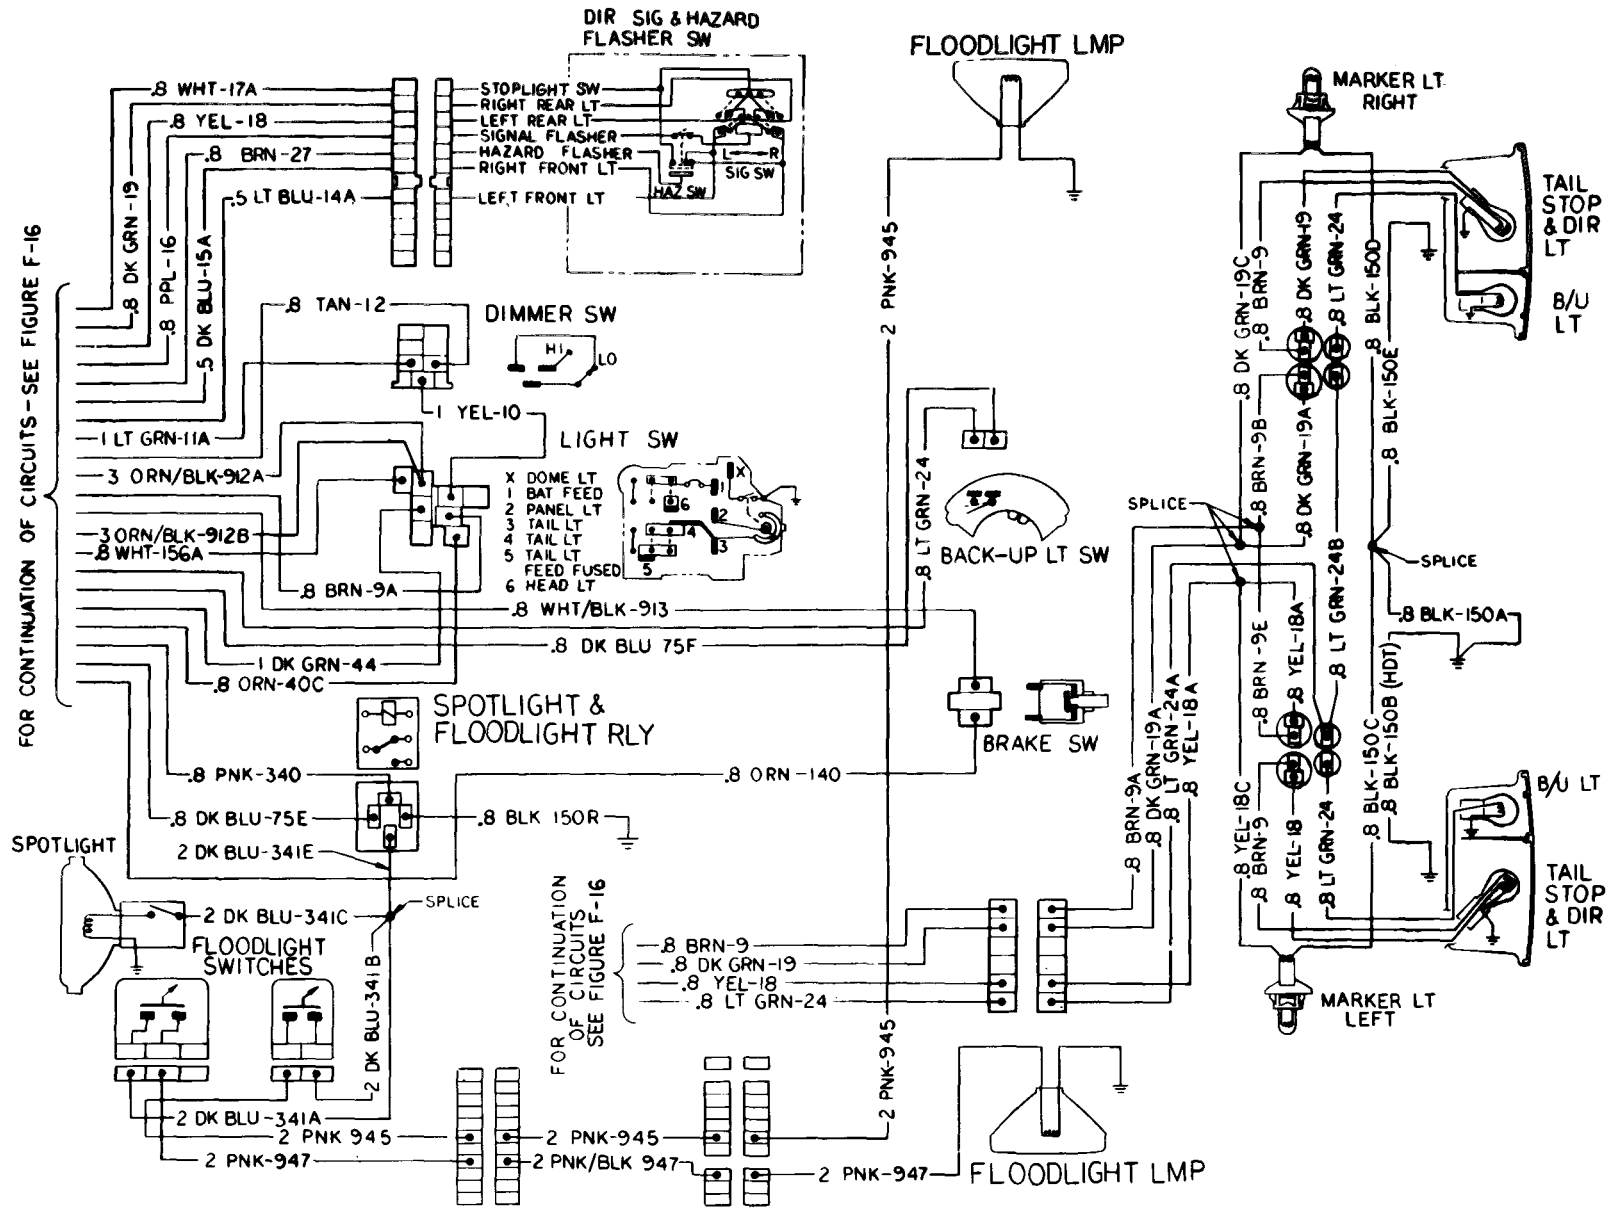 DIR SIG & HAZARD
FLASHER SW
FLOODLIGHT LMP
MARKER LT
RIGHT
.8 WHT-17A
.8 YEL-18
.8 BRN-27
.5 LT BLU-14A
.8 DK GRN-19
.8 PPL-16
.5 DK BLU-15A
STOPLIGHT SW
RIGHT REAR LT
LEFT REAR LT
SIGNAL FLASHER
HAZARD FLASHER
RIGHT FRONT LT
LEFT FRONT LT
L
R
SIG SW
HAZ SW
FOR CONTINUATION OF CIRCUITS-SEE FIGURE F-16
.8 TAN-12
DIMMER SW
HI
LO
1 YEL-10
1 LT GRN-11A
3 ORN/BLK-912A
3 ORN/BLK-912B
.8 WHT-156A
.8 BRN-9A
LIGHT SW
X DOME LT
1 BAT FEED
2 PANEL LT
3 TAIL LT
4 TAIL LT
5 TAIL LT
FEED FUSED
6 HEAD LT
X
1
6
2
4
3
5
.8 WHT/BLK-913
.8 DK BLU 75F
1 DK GRN-44
.8 ORN-40C
SPOTLIGHT &
FLOODLIGHT RLY
.8 PNK-340
.8 ORN-140
.8 DK BLU-75E
.8 BLK 150R
2 DK BLU-341E
SPOTLIGHT
SPLICE
2 DK BLU-341C
FLOODLIGHT
SWITCHES
2 DK BLU-341B
2 DK BLU-341A
2 PNK 945
2 PNK-947
2 PNK-945
2 PNK/BLK 947
2 PNK-947
2 PNK-945
2 PNK-945
.8 LT GRN-24
BACK-UP LT SW
BRAKE SW
FOR CONTINUATION
OF CIRCUITS
SEE FIGURE F-16
.8 BRN-9
.8 DK GRN-19
.8 YEL-18
.8 LT GRN-24
FLOODLIGHT LMP
.8 BRN-9A
.8 DK GRN-19A
.8 LT GRN-24A
.8 YEL-18A
SPLICE
.8 DK GRN-19C
.8 BRN-9
.8 DK GRN-19
.8 LT GRN-24
.8 BLK-150D
.8 BLK-150E
.8 BRN-9B
.8 DK GRN-19A
TAIL
STOP
& DIR
LT
B/U
LT
SPLICE
.8 BLK-150A
.8 LT GRN-24B
.8 BRN-9E
.8 YEL-18A
.8 YEL-18C
.8 BRN-9
.8 YEL-18
.8 LT GRN-24
.8 BLK-150C
.8 BLK-150B (HDT)
B/U LT
TAIL
STOP
& DIR
LT
MARKER LT
LEFT